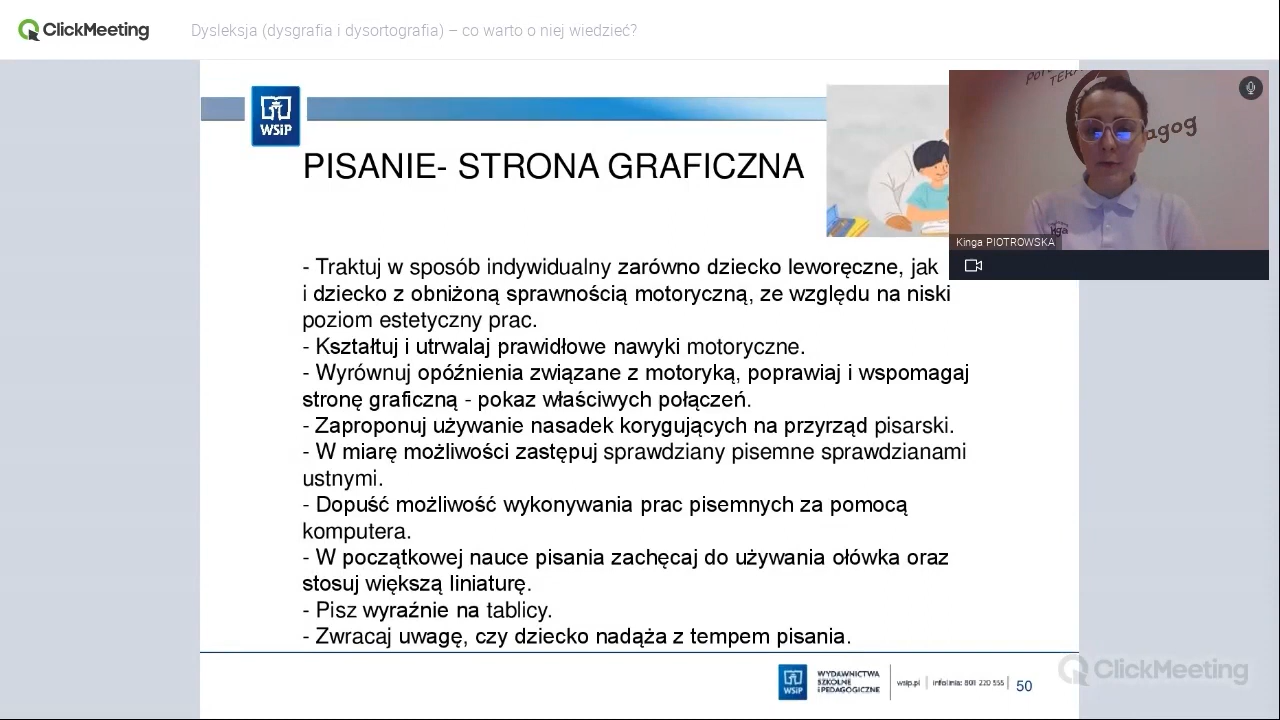 ClickMeeting
Dysleksja (dysgrafia i dysortografia) – co warto o niej wiedzieć?
WSiP
PISANIE- STRONA GRAFICZNA
agog
Kinga PIOTROWSKA
- Traktuj w sposób indywidualny zarówno dziecko leworęczne, jak
i dziecko z obniżoną sprawnością motoryczną, ze względu na niski
poziom estetyczny prac.
- Kształtuj i utrwalaj prawidłowe nawyki motoryczne.
- Wyrównuj opóźnienia związane z motoryką, poprawiaj i wspomagaj
stronę graficzną - pokaz właściwych połączeń.
- Zaproponuj używanie nasadek korygujących na przyrząd pisarski.
- W miarę możliwości zastępuj sprawdziany pisemne sprawdzianami
ustnymi.
- Dopuść możliwość wykonywania prac pisemnych za pomocą
komputera.
- W początkowej nauce pisania zachęcaj do używania ołówka oraz
stosuj większą liniaturę.
- Pisz wyraźnie na tablicy.
- Zwracaj uwagę, czy dziecko nadąża z tempem pisania.
WSiP
WYDAWNICTWA
SZKOLNE
i PEDAGOGICZNE
wsip.pl | infolinia: 801 220 555 | 50
ClickMeeting